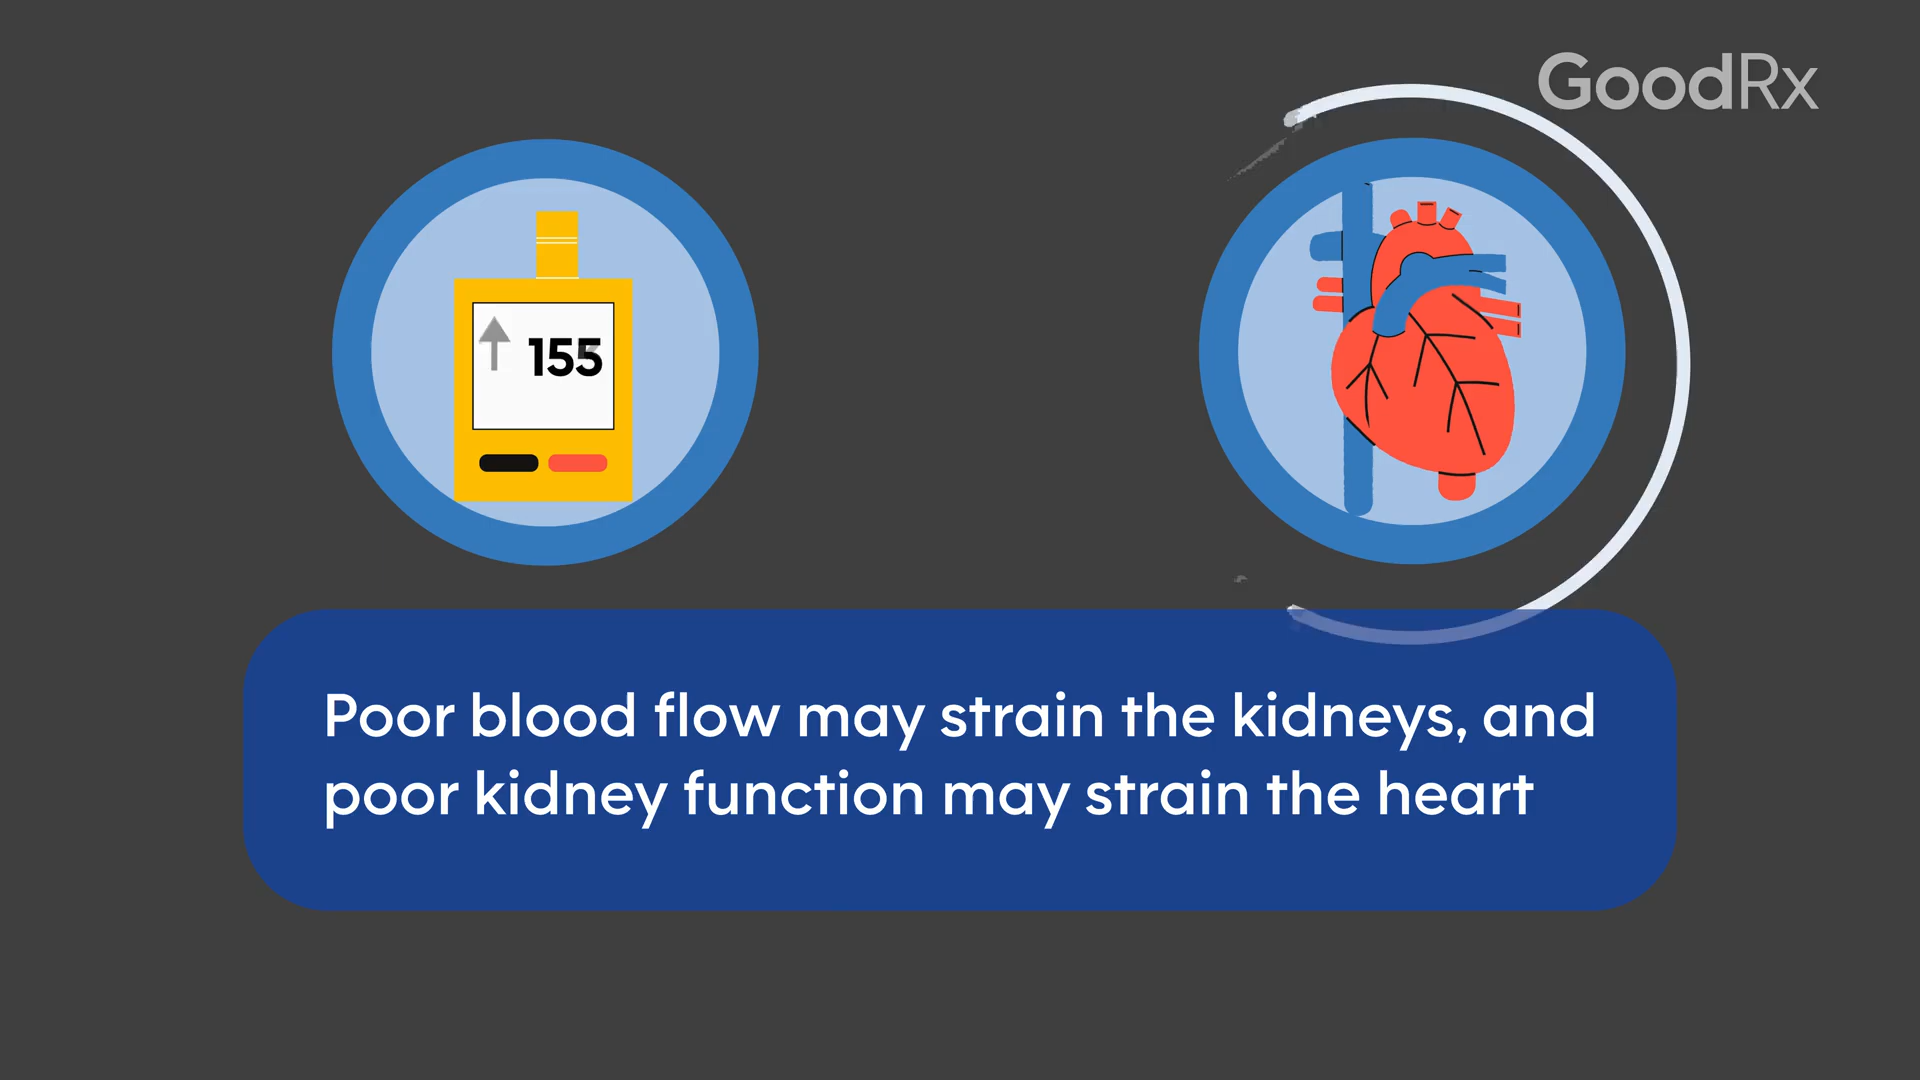 GoodRx
155
Poor blood flow may strain the kidneys, and
poor kidney function may strain the heart